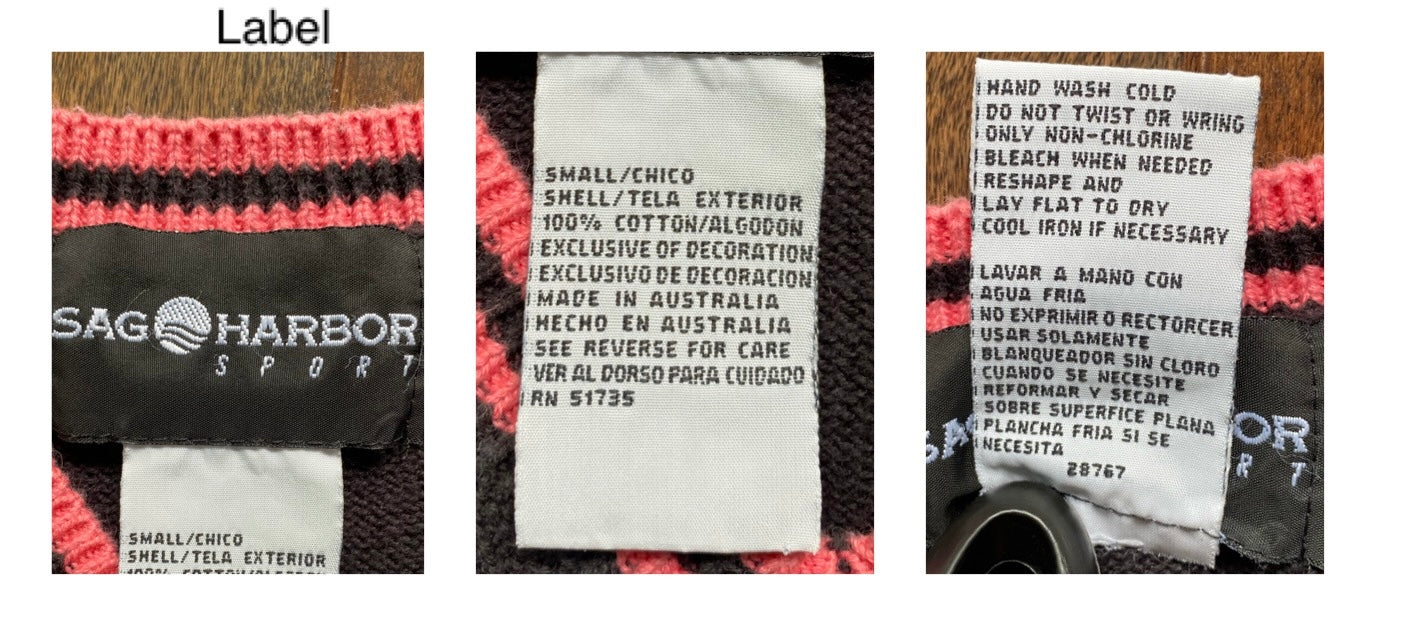 Label
SAG HARBOR
SPORT
SMALL/CHICO
SHELL/TELA EXTERIOR
SMALL/CHICO
SHELL/TELA EXTERIOR
100% COTTON/ALGODON
EXCLUSIVE OF DECORATION
EXCLUSIVO DE DECORACION
MADE IN AUSTRALIA
HECHO EN AUSTRALIA
SEE REVERSE FOR CARE
VER AL DORSO PARA CUIDADO
RN 51735
HAND WASH COLD
DO NOT TWIST OR WRING
ONLY NON-CHLORINE
BLEACH WHEN NEEDED
RESHAPE AND
LAY FLAT TO DRY
COOL IRON IF NECESSARY
LAVAR A MANO CON
AGUA FRIA
NO EXPRIMIR O RECTORCER
USAR SOLAMENTE
BLANQUEADOR SIN CLORO
CUANDO SE NECESITE
REFORMAR Y SECAR
SOBRE SUPERFICE PLANA
PLANCHA FRIA SI SE
NECESITA
28767
SA
OR
R T